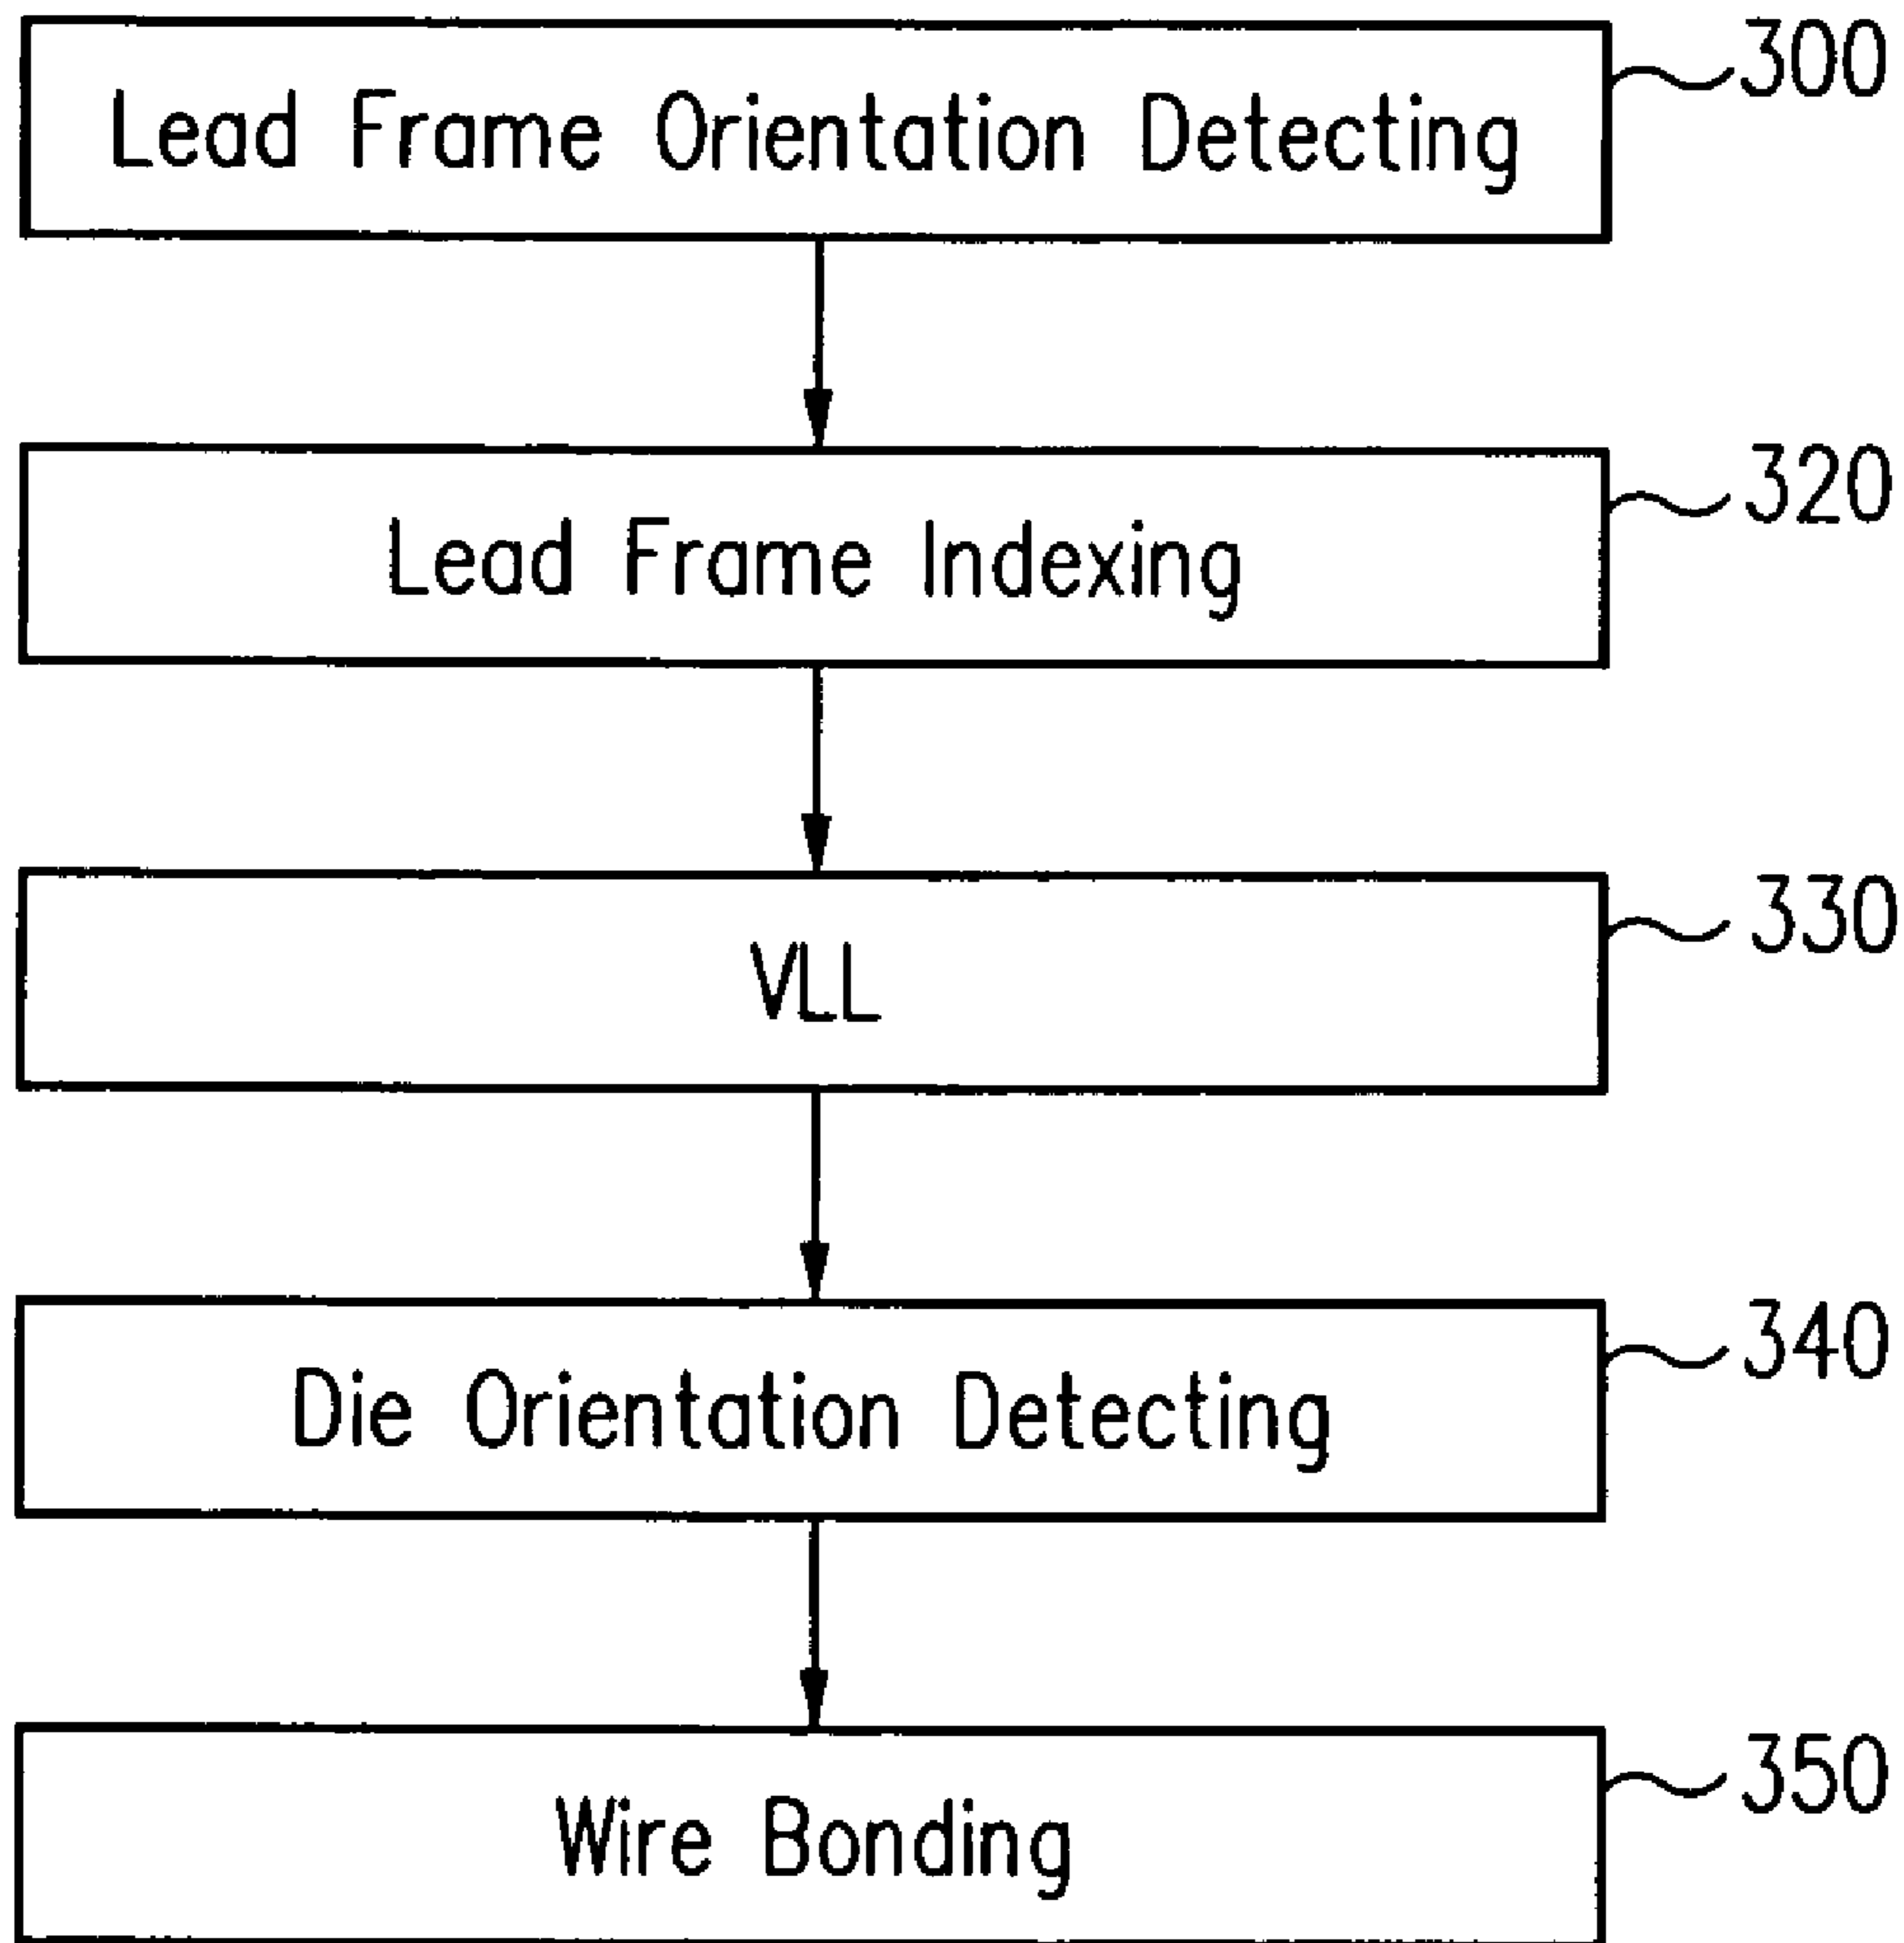 Lead Frame Orientation Detecting 300
Lead Frame Indexing 320
VLL 330
Die Orientation Detecting 340
Wire Bonding 350